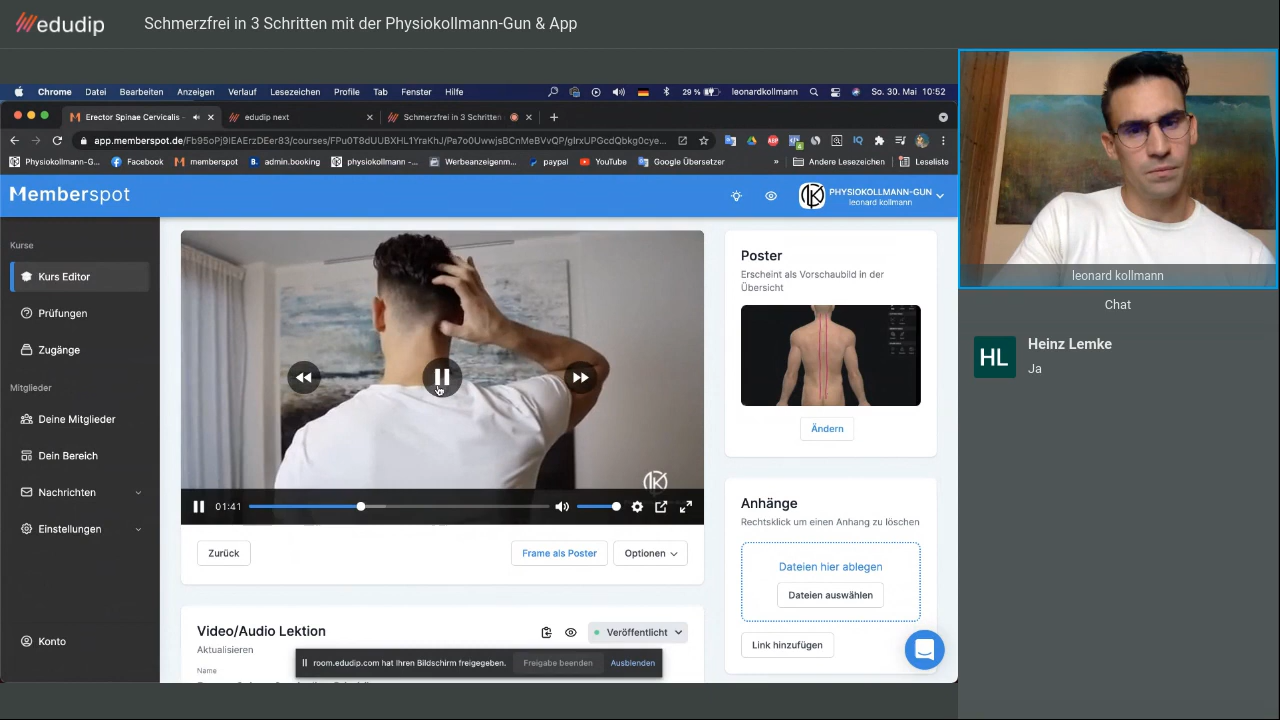 edudip
Schmerzfrei in 3 Schritten mit der Physiokollmann-Gun & App
Chrome Datei Bearbeiten Anzeigen Verlauf Lesezeichen Profile Tab Fenster Hilfe 29 % leonardkollmann So. 30. Mai 10:52
Erector Spinae Cervicalis - edudip next Schmerzfrei in 3 Schritten
Physiokollmann-G... Facebook memberspot admin.booking physiokollmann -... Werbeanzeigenm... paypal YouTube Google Übersetzer » Andere Lesezeichen Leseliste
Memberspot
PHYSIOKOLLMANN-GUN
leonard kollmann
Kurse
Kurs Editor
Prüfungen
Zugänge
Mitglieder
Deine Mitglieder
Dein Bereich
Nachrichten
Einstellungen
Konto
01:41
Zurück
Frame als Poster
Optionen
Video/Audio Lektion
Veröffentlicht
Aktualisieren
Name
room.edudip.com hat Ihren Bildschirm freigegeben.
Freigabe beenden
Ausblenden
Poster
Erscheint als Vorschaubild in der
Übersicht
Ändern
Anhänge
Rechtsklick um einen Anhang zu löschen
Dateien hier ablegen
Dateien auswählen
Link hinzufügen
leonard kollmann
Chat
HL
Heinz Lemke
Ja